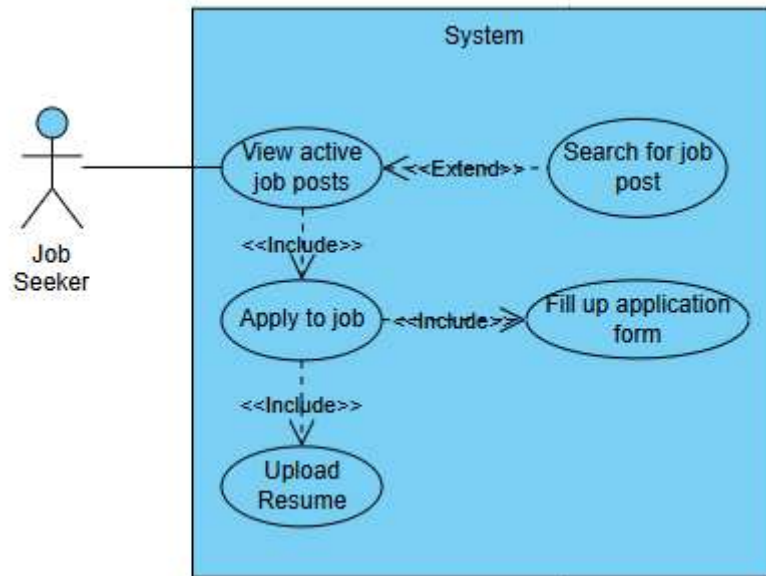 System
View active
job posts
<<Extend>>
Search for job
post
Job
Seeker
<<Include>>
Apply to job
<<Include>>
Fill up application
form
<<Include>>
Upload
Resume